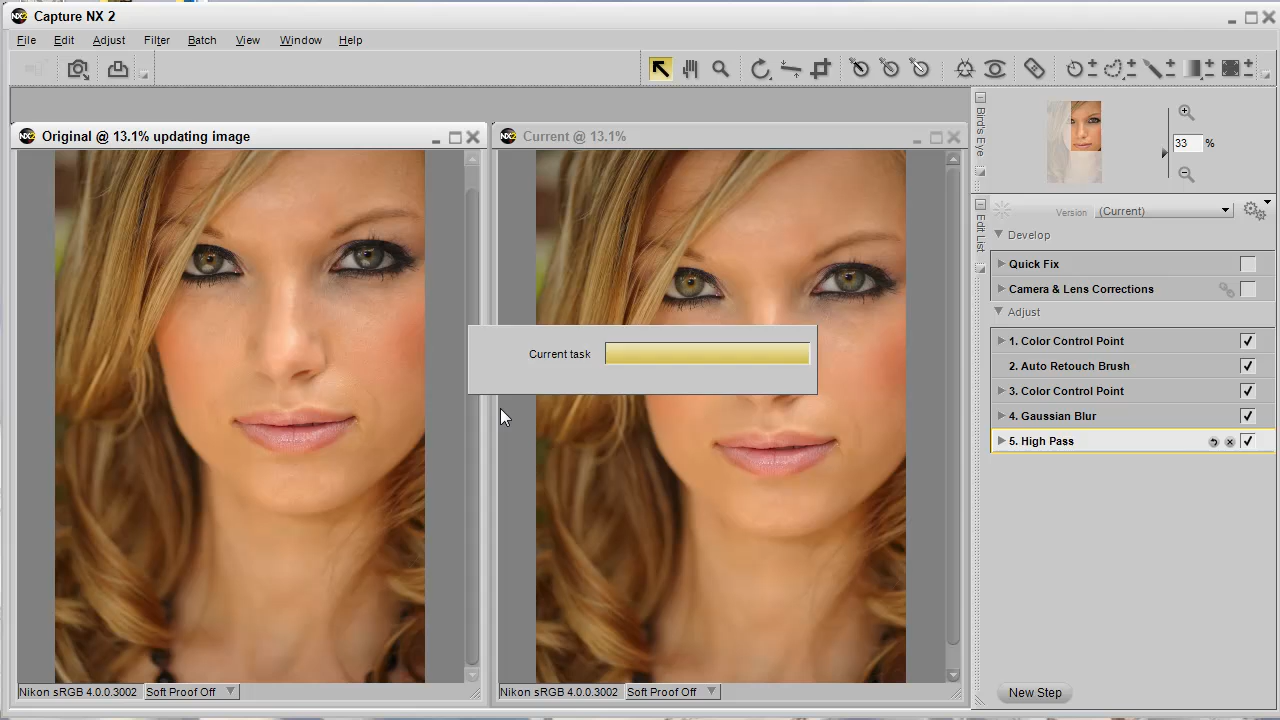 Capture NX 2
File Edit Adjust Filter Batch View Window Help
Original @ 13.1% updating image
Current @ 13.1%
Bird's Eye
33 %
Edit List
Version (Current)
Develop
Quick Fix
Camera & Lens Corrections
Adjust
1. Color Control Point
2. Auto Retouch Brush
3. Color Control Point
4. Gaussian Blur
5. High Pass
Current task
Nikon sRGB 4.0.0.3002 Soft Proof Off
Nikon sRGB 4.0.0.3002 Soft Proof Off
New Step